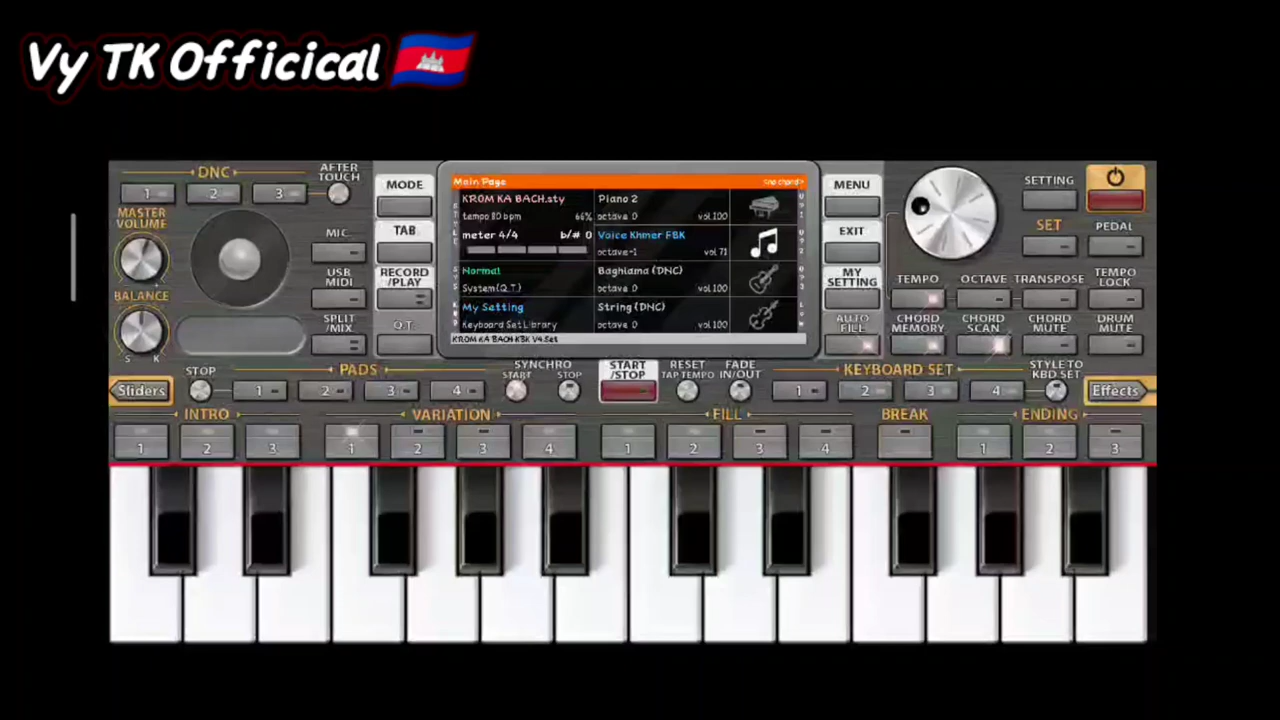 Vy TK Officical
DNC
1 2 3
AFTER
TOUCH
MASTER
VOLUME
BALANCE
S K
MIC
USB
MIDI
SPLIT
/MIX
MODE
TAB
RECORD
/PLAY
Q.T.
Main Page
KROM KA BACH.sty
tempo 80 bpm 66%
meter 4/4 b/# 0
Normal
System(Q.T.)
My Setting
Keyboard Set Library
Piano 2
octave 0 vol.100
Voice Khmer FBK
octave-1 vol 71
Baghlama (DNC)
octave 0 vol.100
String (DNC)
octave 0 vol.100
KROM KA BACH KBK V4.Set
MENU
EXIT
MY
SETTING
AUTO
FILL
SETTING
SET PEDAL
TEMPO OCTAVE TRANSPOSE TEMPO
LOCK
CHORD
MEMORY
CHORD
SCAN
CHORD
MUTE
DRUM
MUTE
Sliders
STOP
PADS
1 2 3 4
SYNCHRO
START STOP
START
/STOP
RESET
TAP TEMPO
FADE
IN/OUT
KEYBOARD SET
1 2 3 4
STYLE TO
KBD SET
Effects
INTRO VARIATION FILL BREAK ENDING
1 2 3 1 2 3 4 1 2 3 4 1 2 3